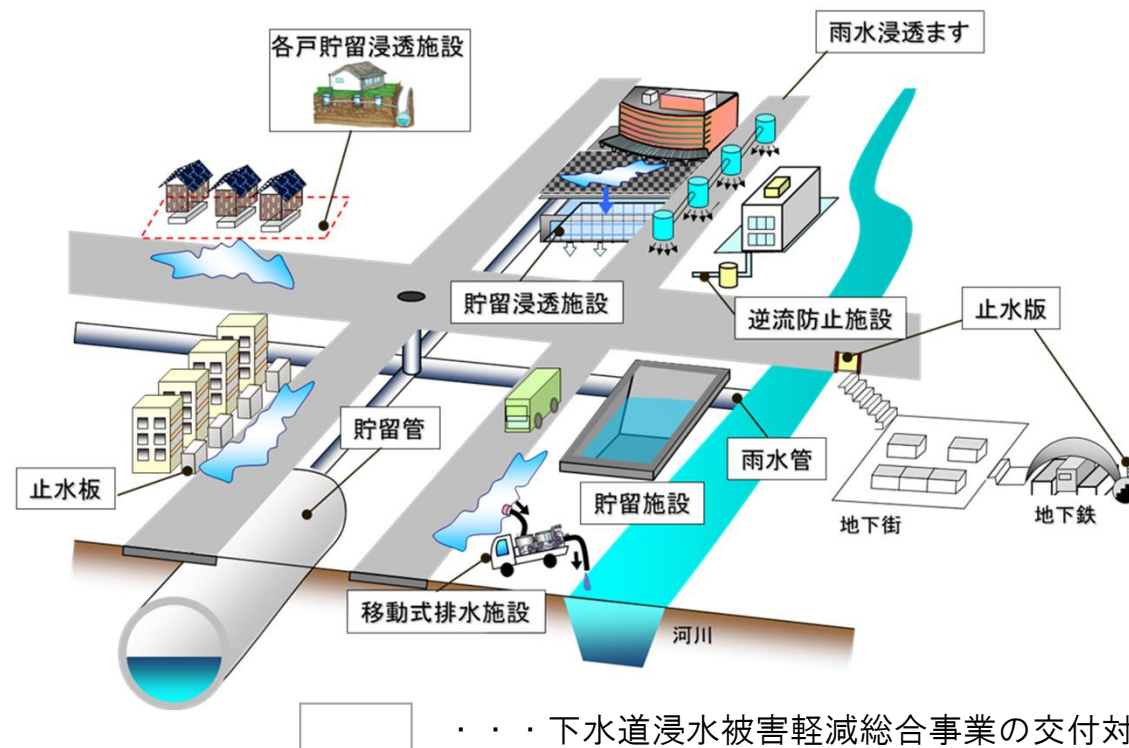 各戸貯留浸透施設
雨水浸透ます
貯留浸透施設
逆流防止施設
止水版
貯留管
雨水管
止水板
貯留施設
地下街
地下鉄
移動式排水施設
河川
・・・下水道浸水被害軽減総合事業の交付対